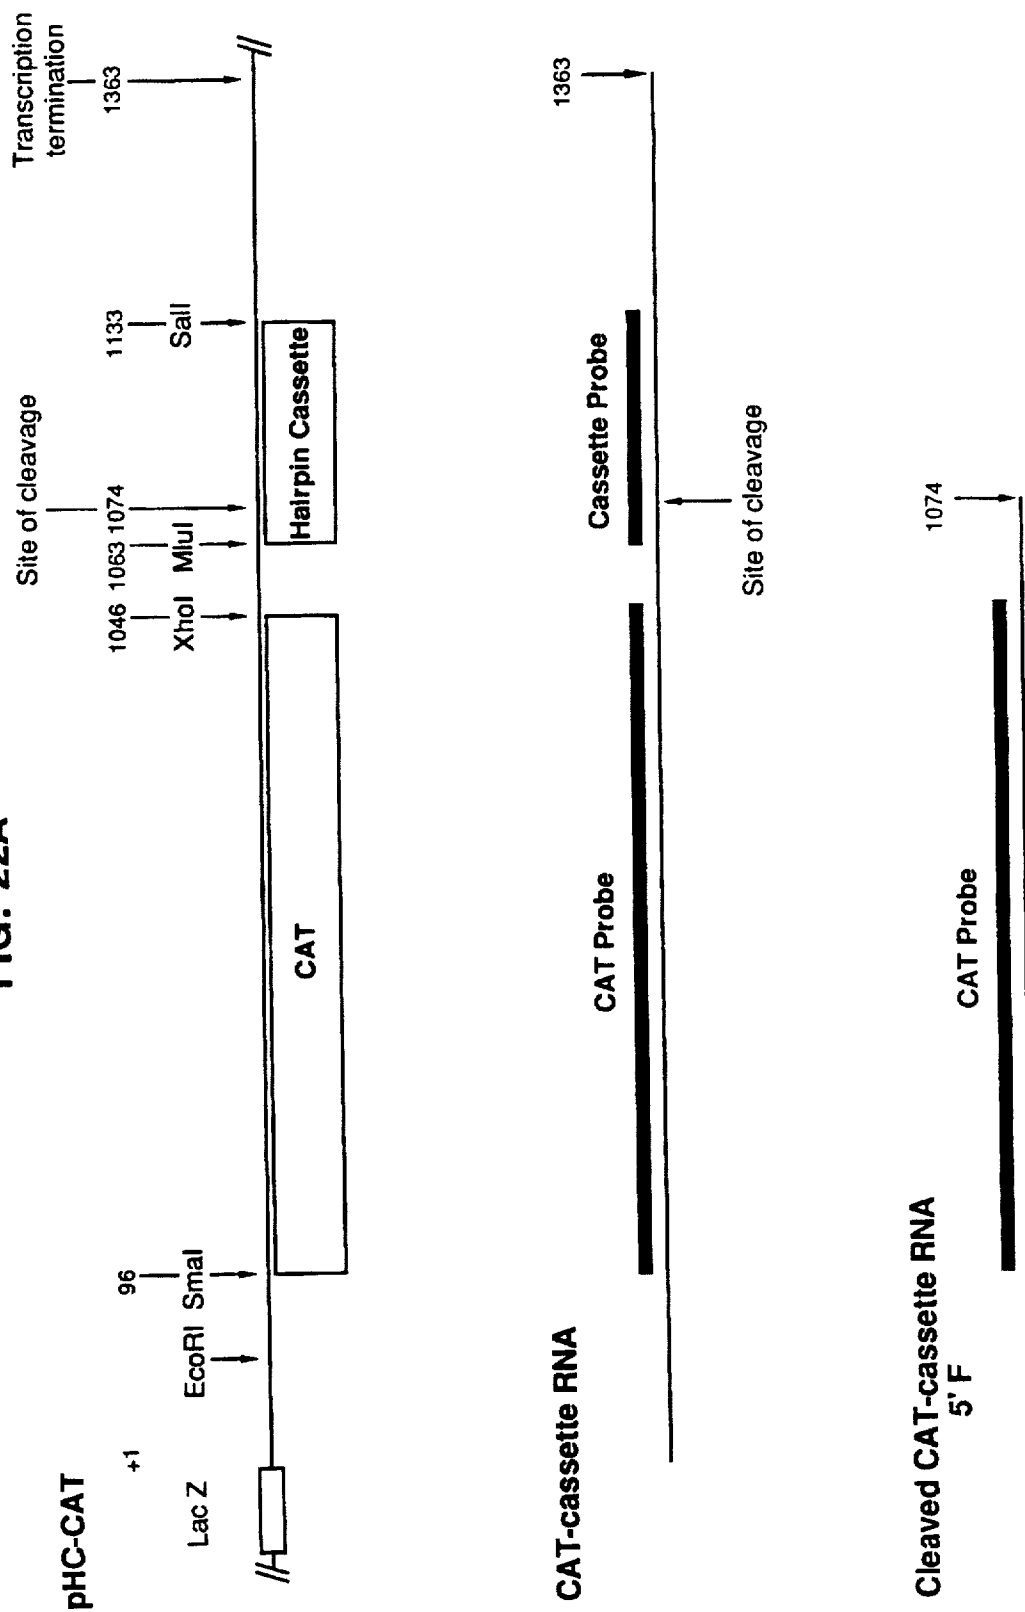 FIG. 22A
pHC-CAT
+1
Lac Z
EcoRI
96
SmaI
CAT
1046
XhoI
1063
MluI
Site of cleavage
1074
Hairpin Cassette
1133
SalI
Transcription
termination
1363
CAT-cassette RNA
CAT Probe
Cassette Probe
Site of cleavage
1363
Cleaved CAT-cassette RNA
5' F
CAT Probe
1074